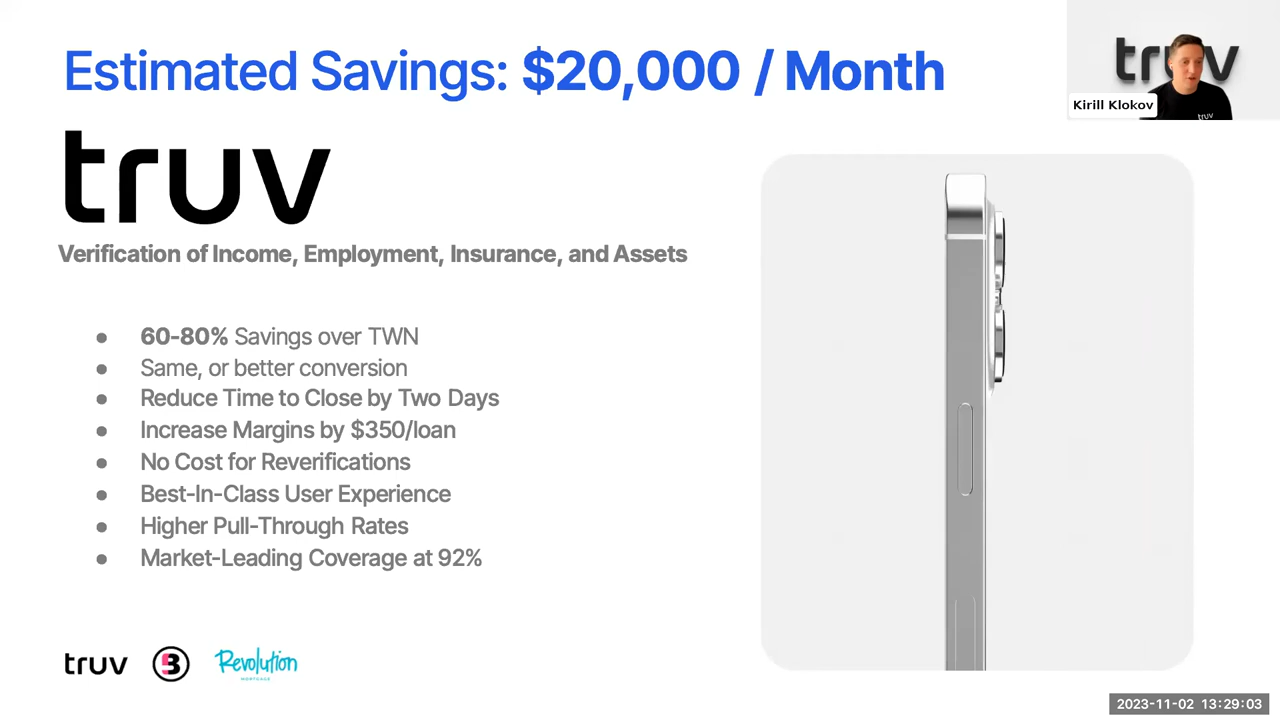 Estimated Savings: $20,000 / Month
truv
Kirill Klokov
truv
truv
Verification of Income, Employment, Insurance, and Assets
● 60-80% Savings over TWN
● Same, or better conversion
● Reduce Time to Close by Two Days
● Increase Margins by $350/loan
● No Cost for Reverifications
● Best-In-Class User Experience
● Higher Pull-Through Rates
● Market-Leading Coverage at 92%
truv B Revolution
MORTGAGE
2023-11-02 13:29:03